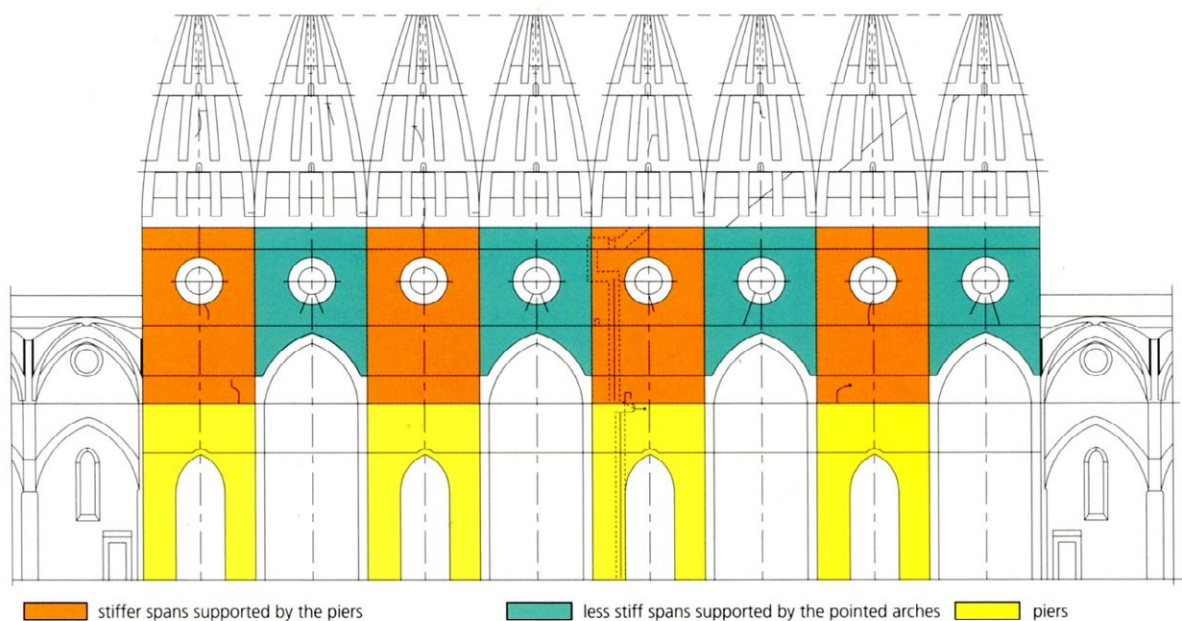 stiffer spans supported by the piers
less stiff spans supported by the pointed arches
piers